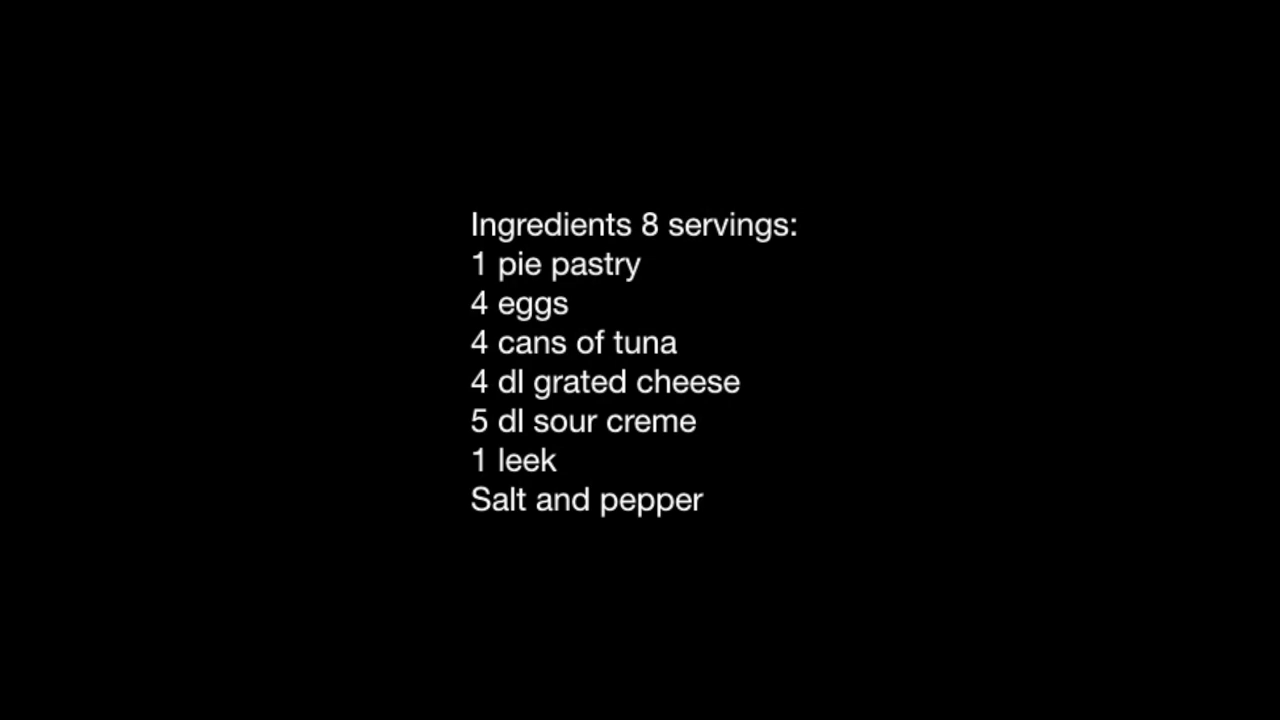 Ingredients 8 servings:
1 pie pastry
4 eggs
4 cans of tuna
4 dl grated cheese
5 dl sour creme
1 leek
Salt and pepper